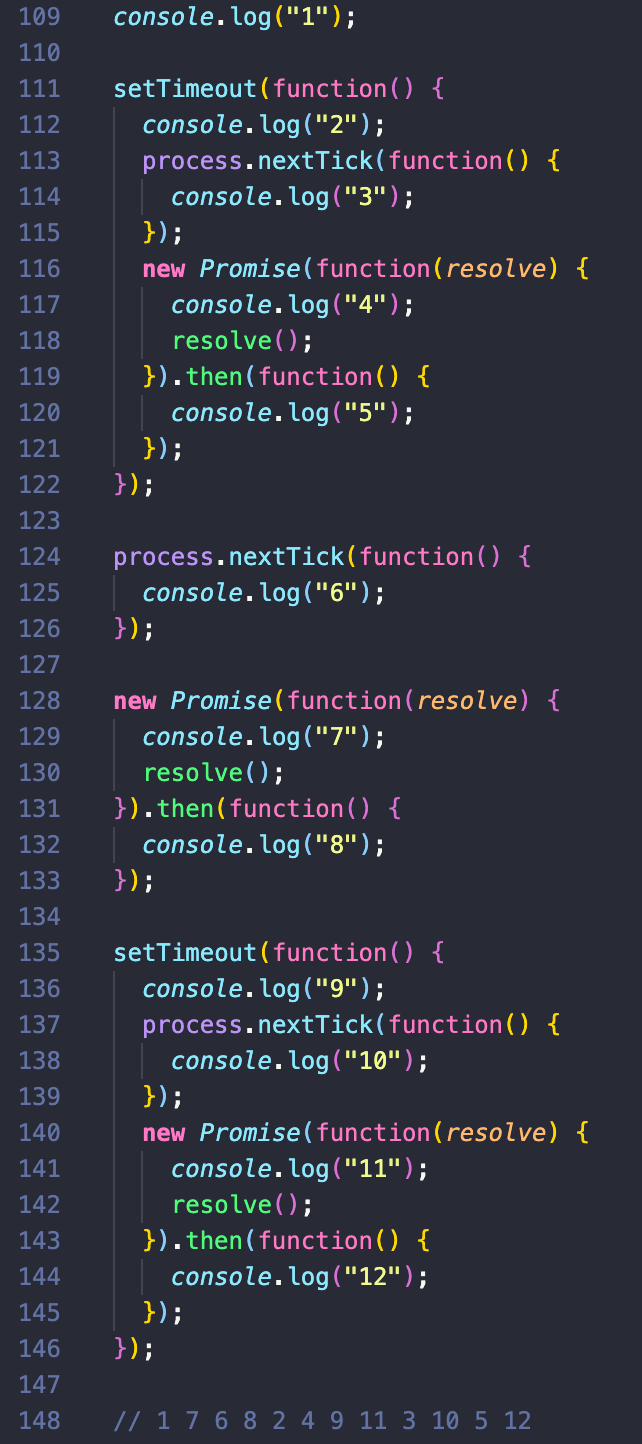 109 console.log("1");
110
111 setTimeout(function() {
112   console.log("2");
113   process.nextTick(function() {
114     console.log("3");
115   });
116   new Promise(function(resolve) {
117     console.log("4");
118     resolve();
119   }).then(function() {
120     console.log("5");
121   });
122 });
123
124 process.nextTick(function() {
125   console.log("6");
126 });
127
128 new Promise(function(resolve) {
129   console.log("7");
130   resolve();
131 }).then(function() {
132   console.log("8");
133 });
134
135 setTimeout(function() {
136   console.log("9");
137   process.nextTick(function() {
138     console.log("10");
139   });
140   new Promise(function(resolve) {
141     console.log("11");
142     resolve();
143   }).then(function() {
144     console.log("12");
145   });
146 });
147
148 // 1 7 6 8 2 4 9 11 3 10 5 12